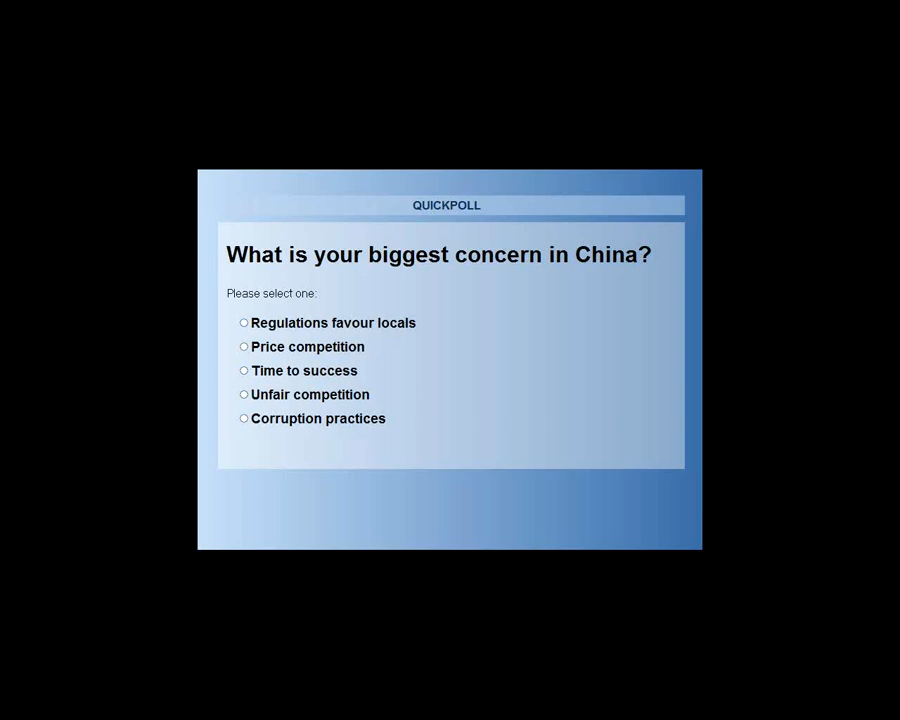 QUICKPOLL
What is your biggest concern in China?
Please select one:
Regulations favour locals
Price competition
Time to success
Unfair competition
Corruption practices